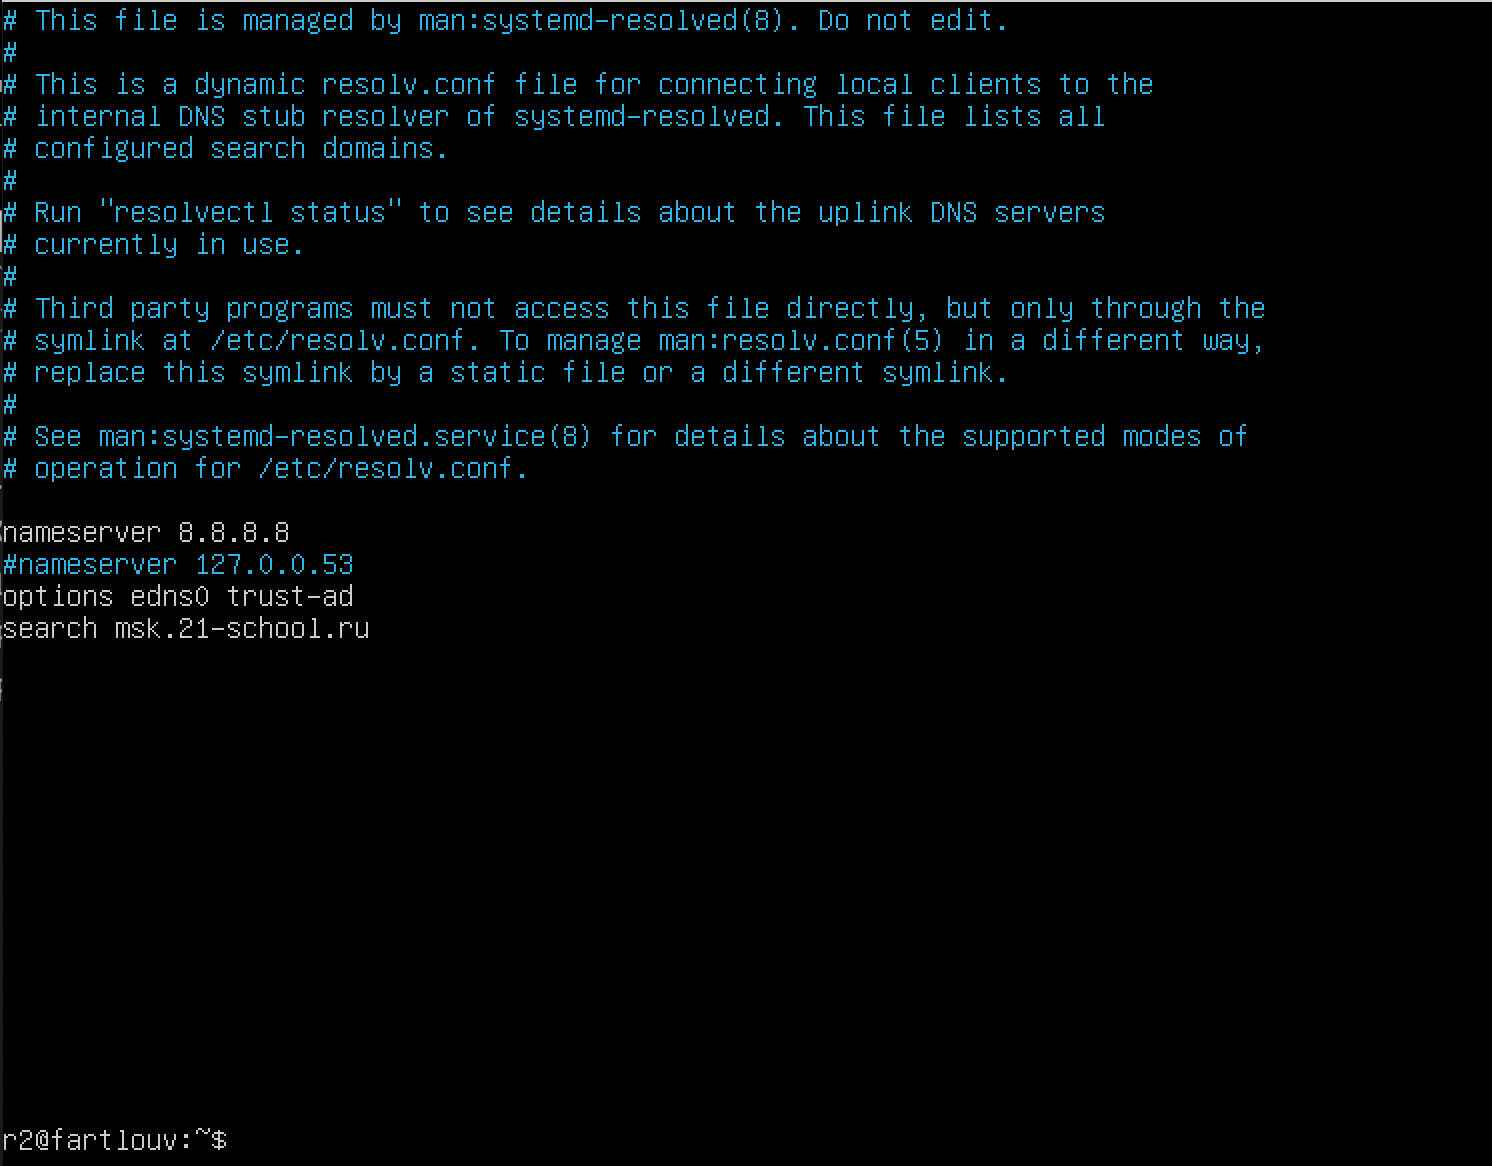 # This file is managed by man:systemd-resolved(8). Do not edit.
#
# This is a dynamic resolv.conf file for connecting local clients to the
# internal DNS stub resolver of systemd-resolved. This file lists all
# configured search domains.
#
# Run "resolvectl status" to see details about the uplink DNS servers
# currently in use.
#
# Third party programs must not access this file directly, but only through the
# symlink at /etc/resolv.conf. To manage man:resolv.conf(5) in a different way,
# replace this symlink by a static file or a different symlink.
#
# See man:systemd-resolved.service(8) for details about the supported modes of
# operation for /etc/resolv.conf.
nameserver 8.8.8.8
#nameserver 127.0.0.53
options edns0 trust-ad
search msk.21-school.ru
r2@fartlouv:~$